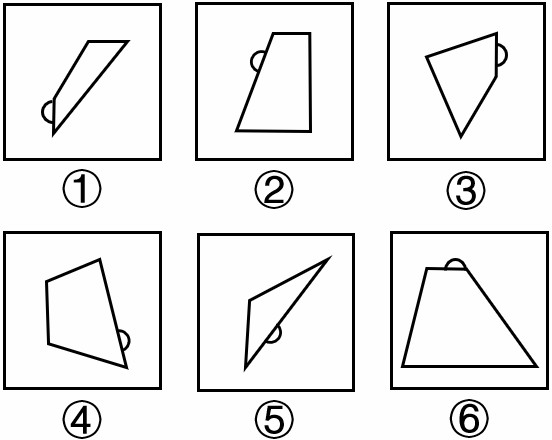 ① ② ③
④ ⑤ ⑥